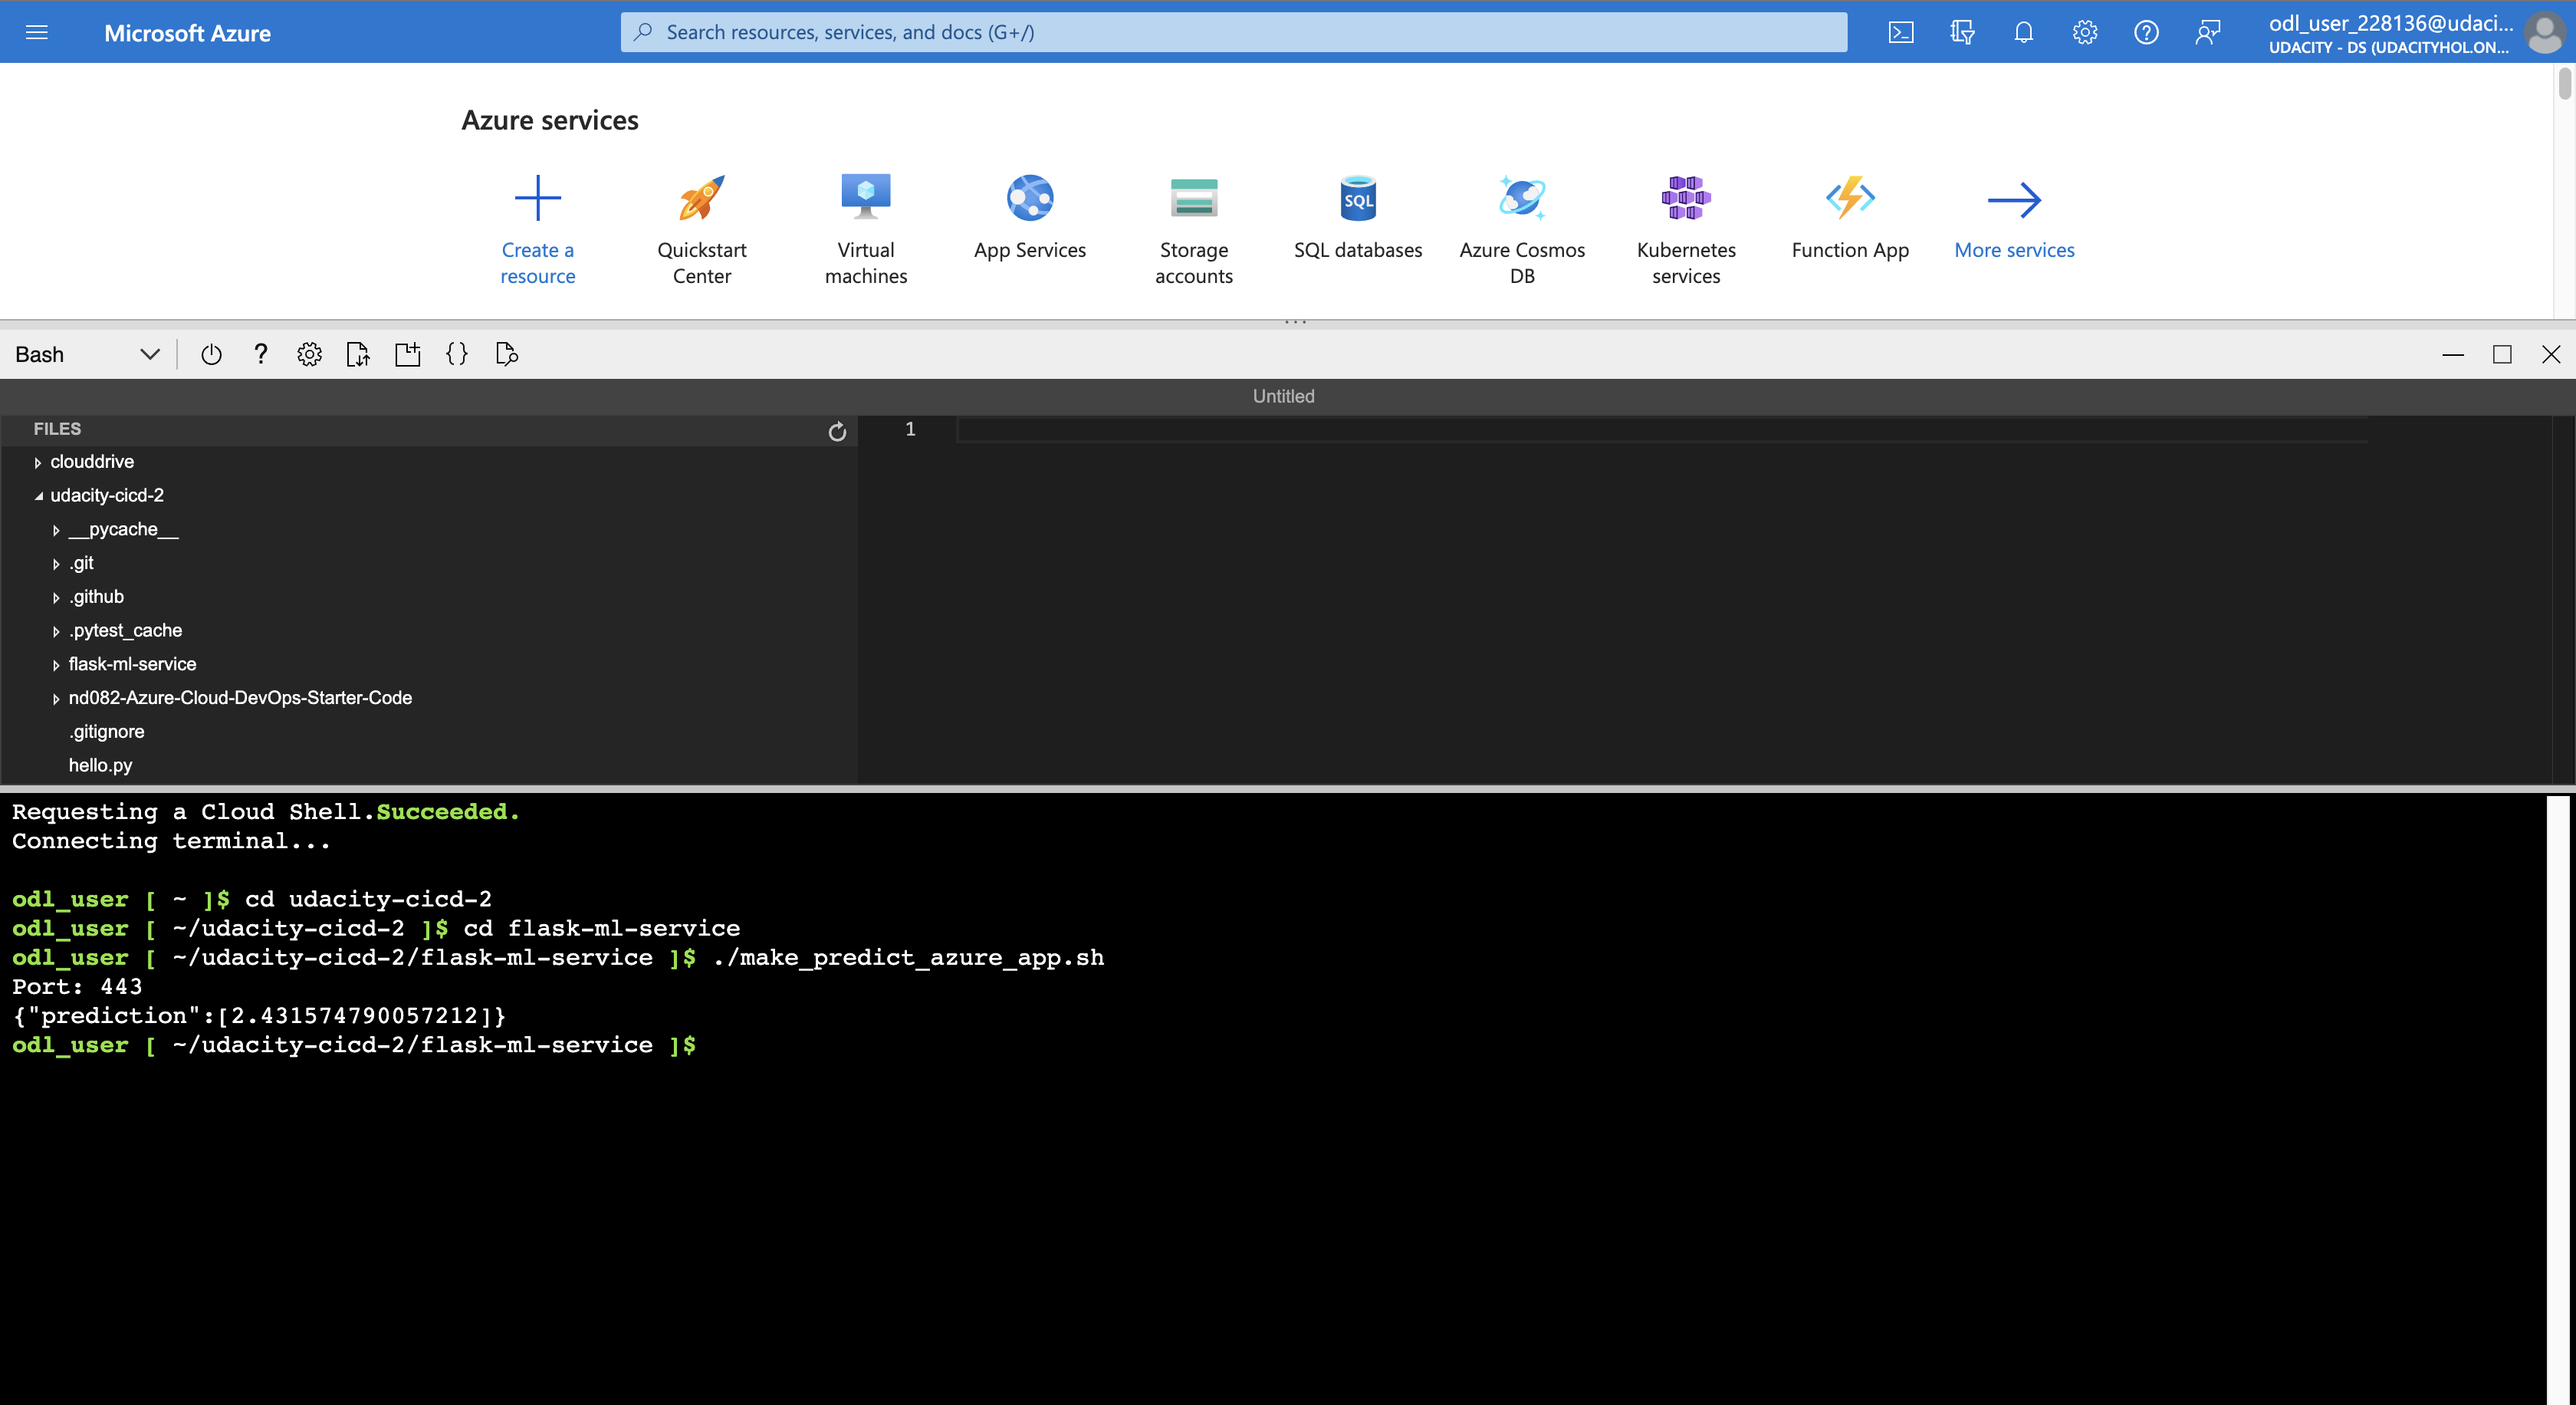 Microsoft Azure
Search resources, services, and docs (G+/)
odl_user_228136@udaci...
UDACITY - DS (UDACITYHOL.ON...
Azure services
Create a resource
Quickstart Center
Virtual machines
App Services
Storage accounts
SQL
SQL databases
Azure Cosmos DB
Kubernetes services
Function App
More services
Bash
Untitled
FILES
1
clouddrive
udacity-cicd-2
__pycache__
.git
.github
.pytest_cache
flask-ml-service
nd082-Azure-Cloud-DevOps-Starter-Code
.gitignore
hello.py
Requesting a Cloud Shell.Succeeded.
Connecting terminal...
odl_user [ ~ ]$ cd udacity-cicd-2
odl_user [ ~/udacity-cicd-2 ]$ cd flask-ml-service
odl_user [ ~/udacity-cicd-2/flask-ml-service ]$ ./make_predict_azure_app.sh
Port: 443
{"prediction":[2.431574790057212]}
odl_user [ ~/udacity-cicd-2/flask-ml-service ]$